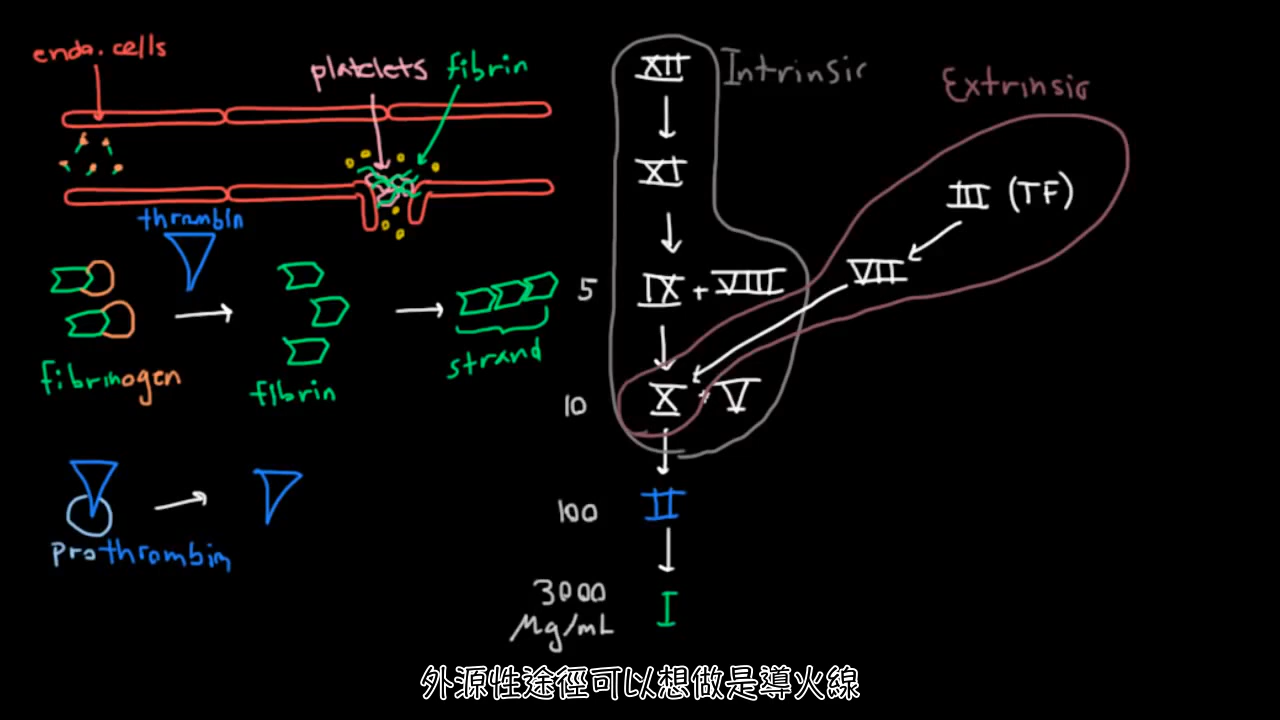 endo.cells
platelets fibrin
thrombin
fibrinogen
fibrin
strand
prothrombin
XII
Intrinsic
Extrinsic
XI
III (TF)
VII
5 IX + VIII
10 X + V
100 II
3000
Mg/mL
I
外源性途徑可以想做是導火線